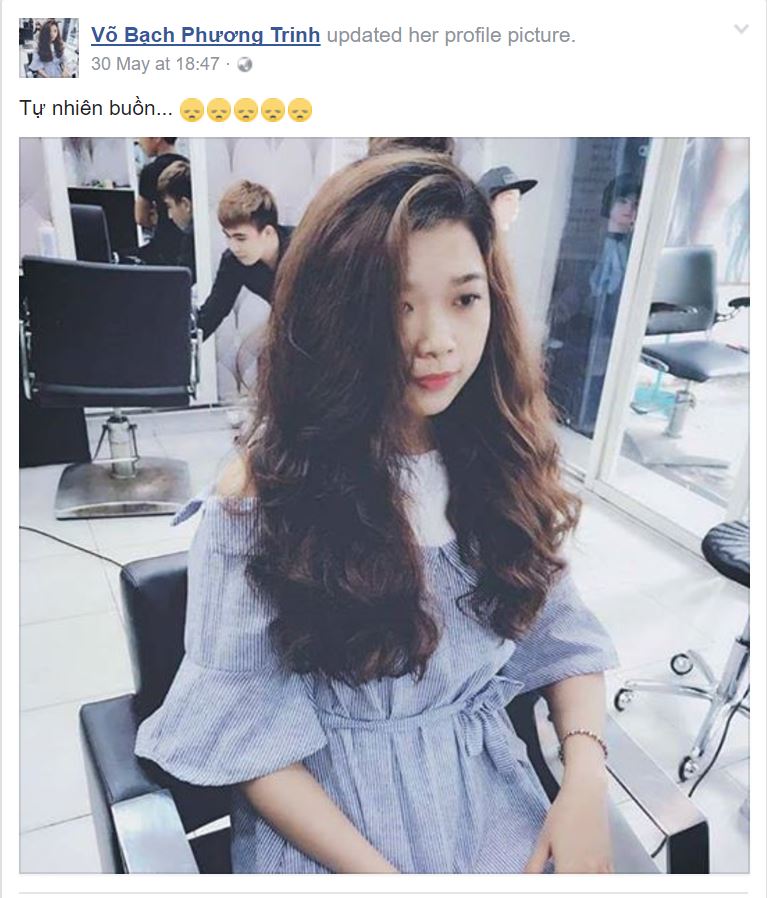 Võ Bạch Phương Trinh updated her profile picture.
30 May at 18:47 ·
Tự nhiên buồn... 😞😞😞😞😞